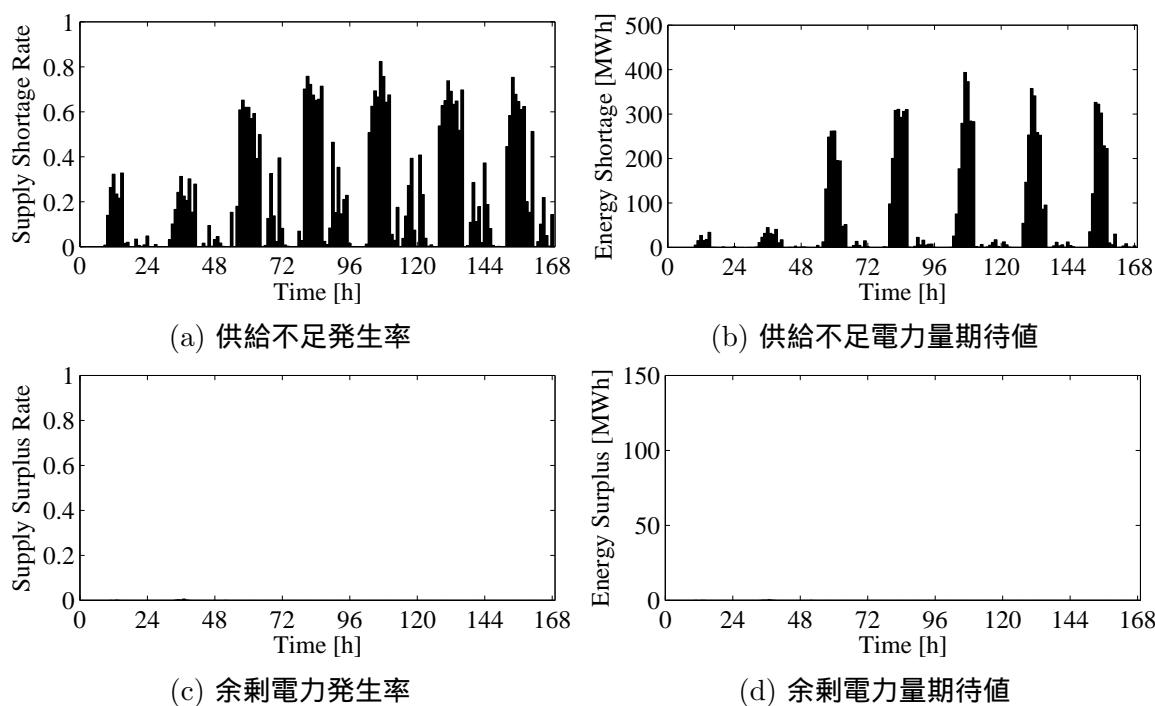 Supply Shortage Rate
1
0.8
0.6
0.4
0.2
0
0 24 48 72 96 120 144 168
Time [h]
(a) 供給不足発生率
Energy Shortage [MWh]
500
400
300
200
100
0
0 24 48 72 96 120 144 168
Time [h]
(b) 供給不足電力量期待値
Supply Surplus Rate
1
0.8
0.6
0.4
0.2
0
0 24 48 72 96 120 144 168
Time [h]
(c) 余剰電力発生率
Energy Surplus [MWh]
150
100
50
0
0 24 48 72 96 120 144 168
Time [h]
(d) 余剰電力量期待値